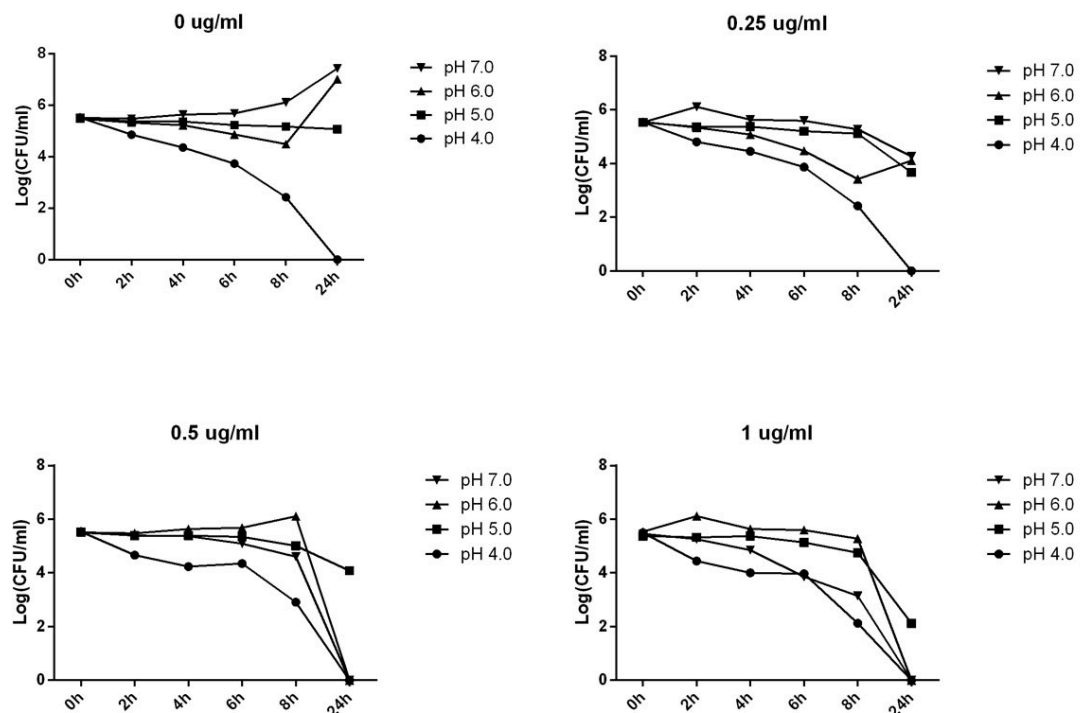 0 ug/ml
Log(CFU/ml)
8
6
4
2
0
0h
2h
4h
6h
8h
24h
pH 7.0
pH 6.0
pH 5.0
pH 4.0
0.25 ug/ml
Log(CFU/ml)
8
6
4
2
0
0h
2h
4h
6h
8h
24h
pH 7.0
pH 6.0
pH 5.0
pH 4.0
0.5 ug/ml
Log(CFU/ml)
8
6
4
2
0
0h
2h
4h
6h
8h
24h
pH 7.0
pH 6.0
pH 5.0
pH 4.0
1 ug/ml
Log(CFU/ml)
8
6
4
2
0
0h
2h
4h
6h
8h
24h
pH 7.0
pH 6.0
pH 5.0
pH 4.0